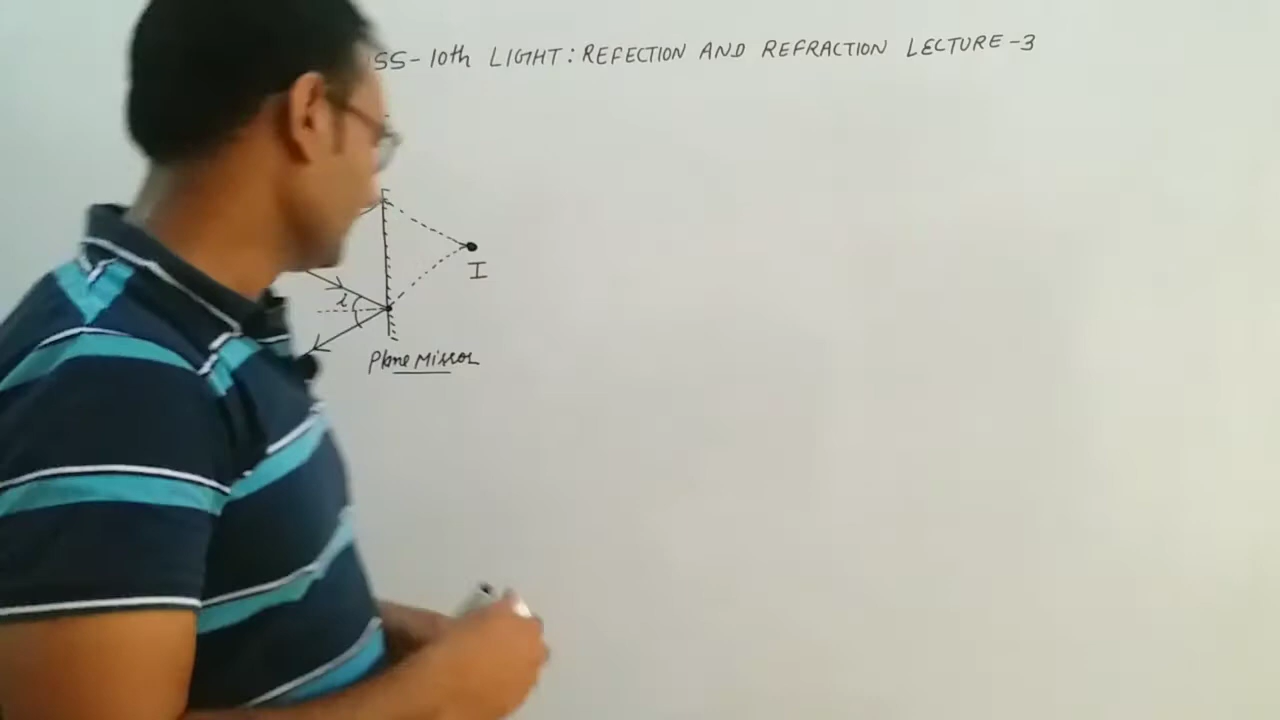 SS-10th LIGHT: REFECTION AND REFRACTION LECTURE-3
I
i
Plane Mirror